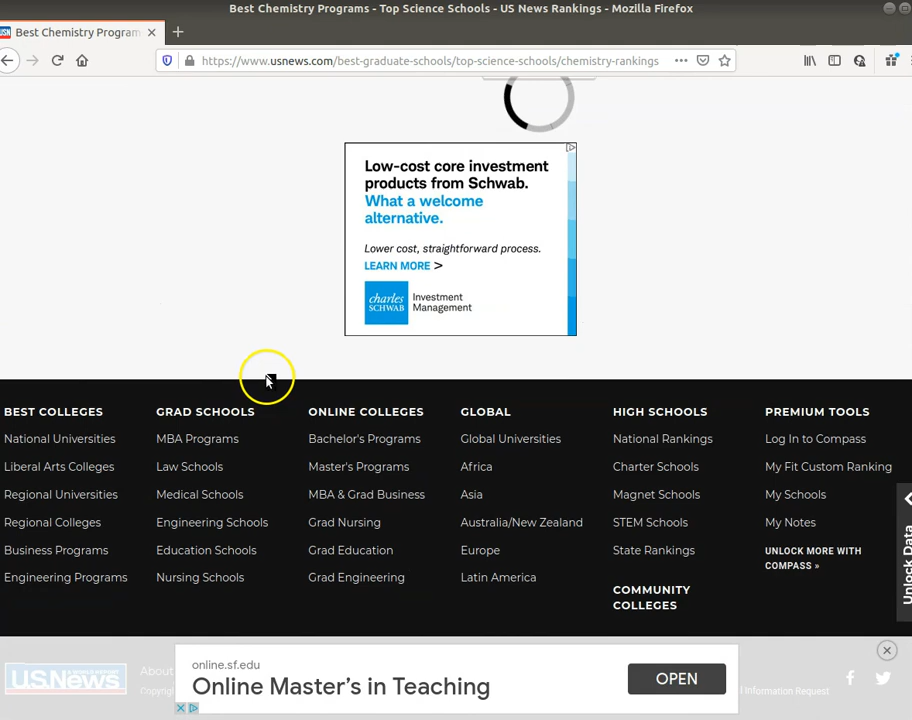 Best Chemistry Programs - Top Science Schools - US News Rankings - Mozilla Firefox
USN Best Chemistry Program
https://www.usnews.com/best-graduate-schools/top-science-schools/chemistry-rankings
Low-cost core investment
products from Schwab.
What a welcome
alternative.
Lower cost, straightforward process.
LEARN MORE >
charles
SCHWAB
Investment
Management
BEST COLLEGES
National Universities
Liberal Arts Colleges
Regional Universities
Regional Colleges
Business Programs
Engineering Programs
GRAD SCHOOLS
MBA Programs
Law Schools
Medical Schools
Engineering Schools
Education Schools
Nursing Schools
ONLINE COLLEGES
Bachelor's Programs
Master's Programs
MBA & Grad Business
Grad Nursing
Grad Education
Grad Engineering
GLOBAL
Global Universities
Africa
Asia
Australia/New Zealand
Europe
Latin America
HIGH SCHOOLS
National Rankings
Charter Schools
Magnet Schools
STEM Schools
State Rankings
COMMUNITY
COLLEGES
PREMIUM TOOLS
Log In to Compass
My Fit Custom Ranking
My Schools
My Notes
UNLOCK MORE WITH
COMPASS »
Unlock Data
U.S.News
About
Copyrig
online.sf.edu
Online Master's in Teaching
OPEN
l Information Request